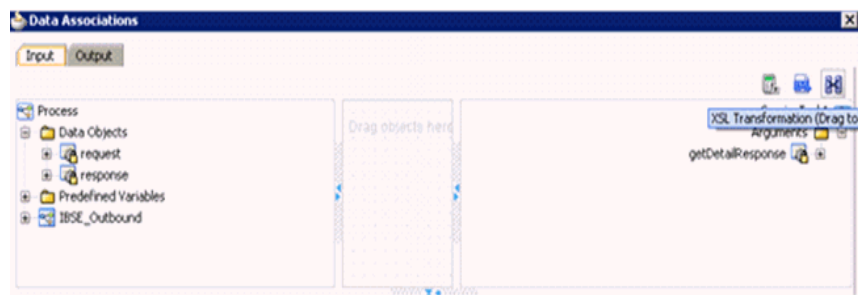 Data Associations
Input
Output
Process
Data Objects
request
response
Predefined Variables
IBSE_Outbound
Drag objects here
XSL Transformation (Drag to
Arguments
getDetailResponse